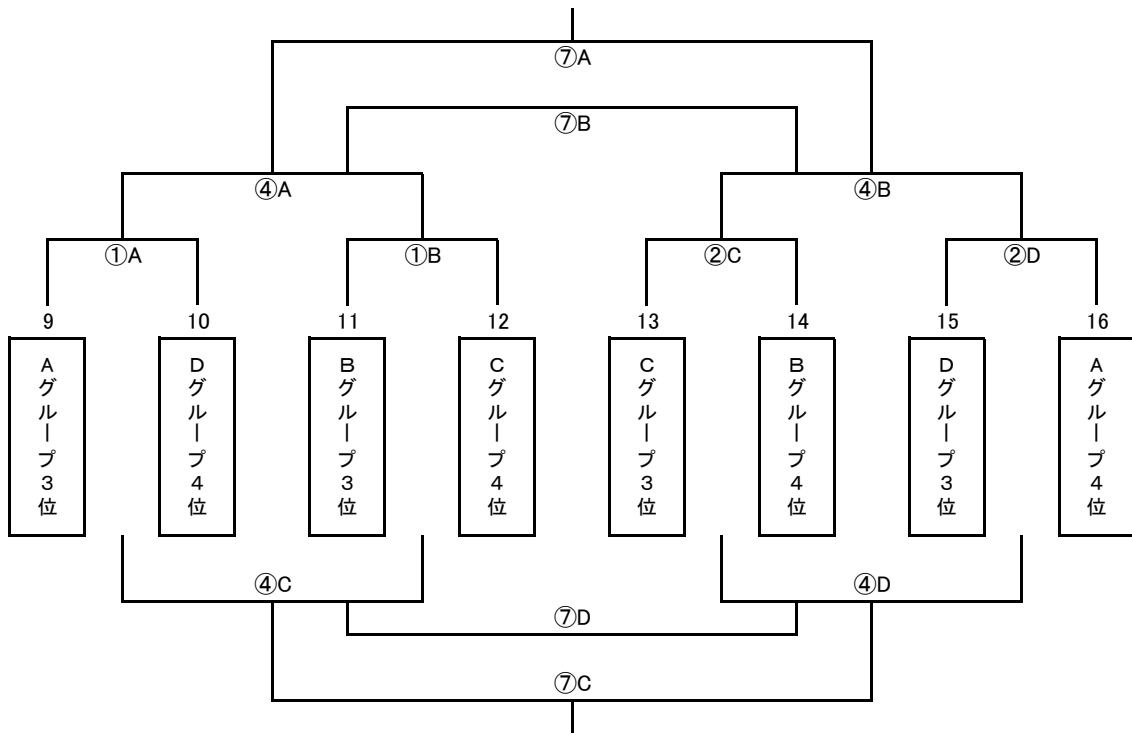 ⑦A
⑦B
④A
④B
①A
①B
②C
②D
9
10
11
12
13
14
15
16
Aグループ3位
Dグループ4位
Bグループ3位
Cグループ4位
Cグループ3位
Bグループ4位
Dグループ3位
Aグループ4位
④C
④D
⑦D
⑦C